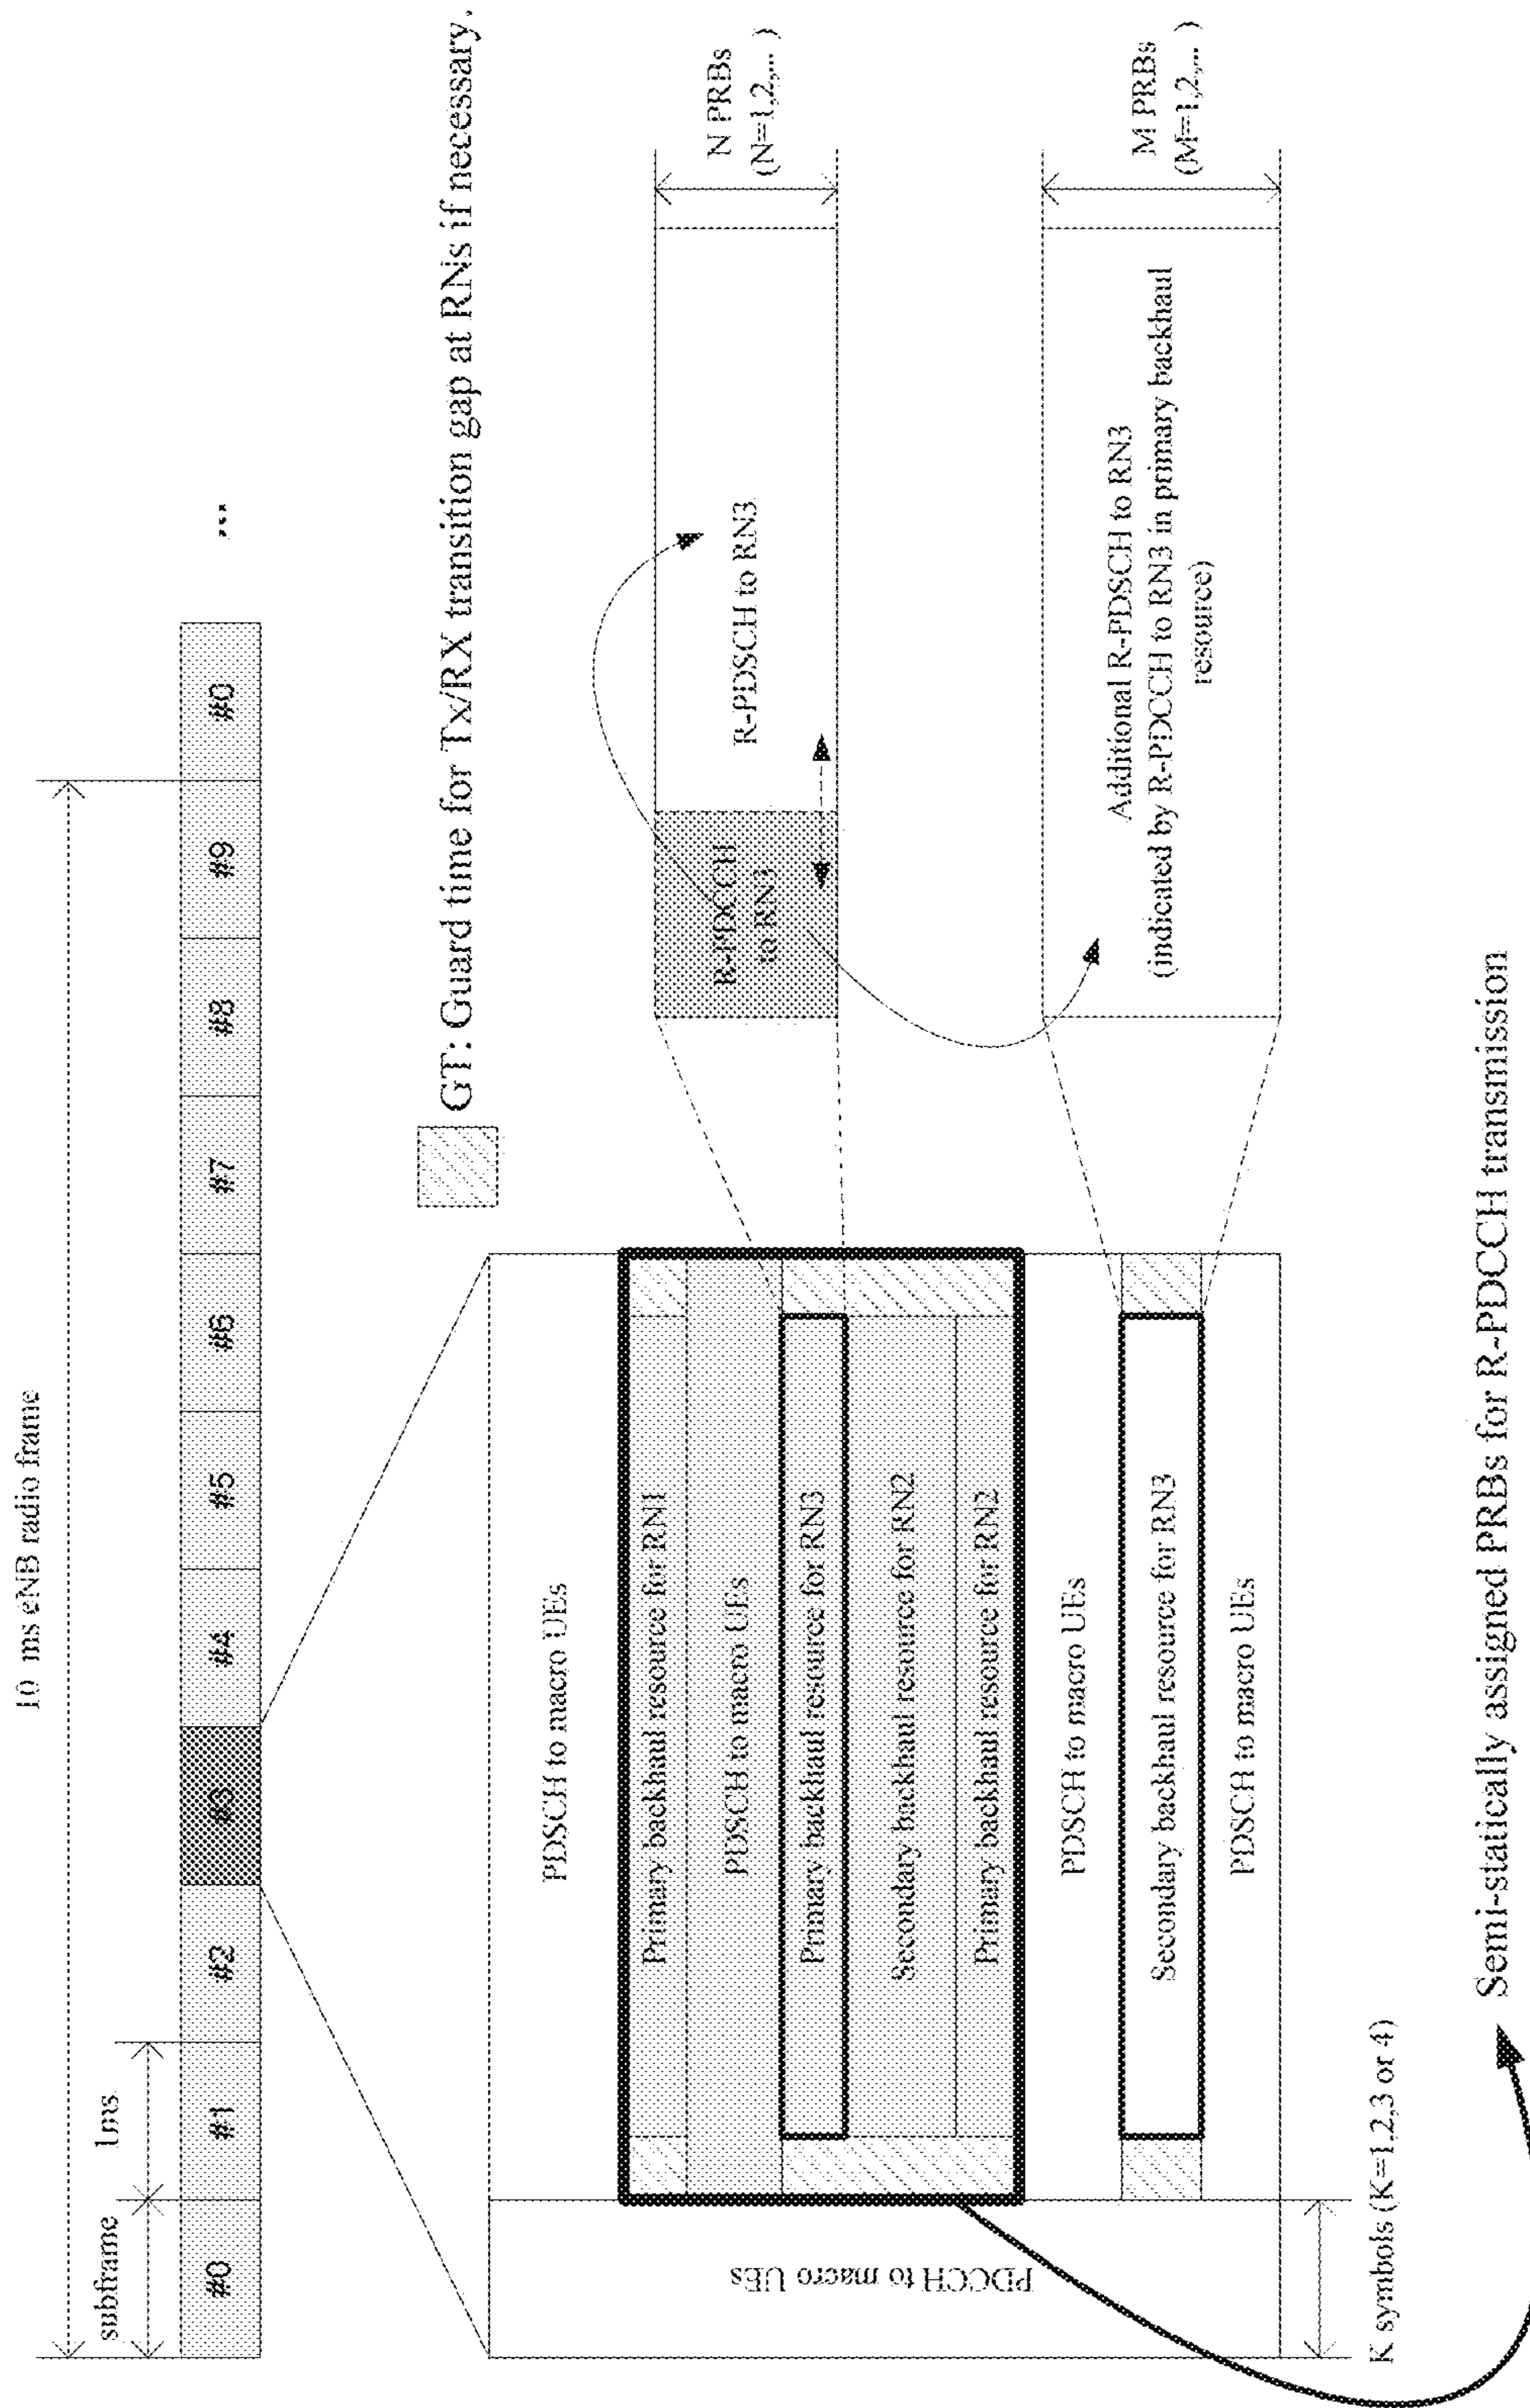 10 ms eNB radio frame
subframe
1ms
#0
#1
#2
#3
#4
#5
#6
#7
#8
#9
#0
...
GT: Guard time for Tx/RX transition gap at RNs if necessary.
PDCCH to macro UEs
PDSCH to macro UEs
Primary backhaul resource for RN1
PDSCH to macro UEs
Primary backhaul resource for RN3
Secondary backhaul resource for RN2
Primary backhaul resource for RN2
PDSCH to macro UEs
Secondary backhaul resource for RN3
PDSCH to macro UEs
K symbols (K=1,2,3 or 4)
R-PDCCH
to RN3
R-PDSCH to RN3
N PRBs
(N=1,2,... )
Additional R-PDSCH to RN3
(indicated by R-PDCCH to RN3 in primary backhaul
resource)
M PRBs
(M=1,2,... )
Semi-statically assigned PRBs for R-PDCCH transmission